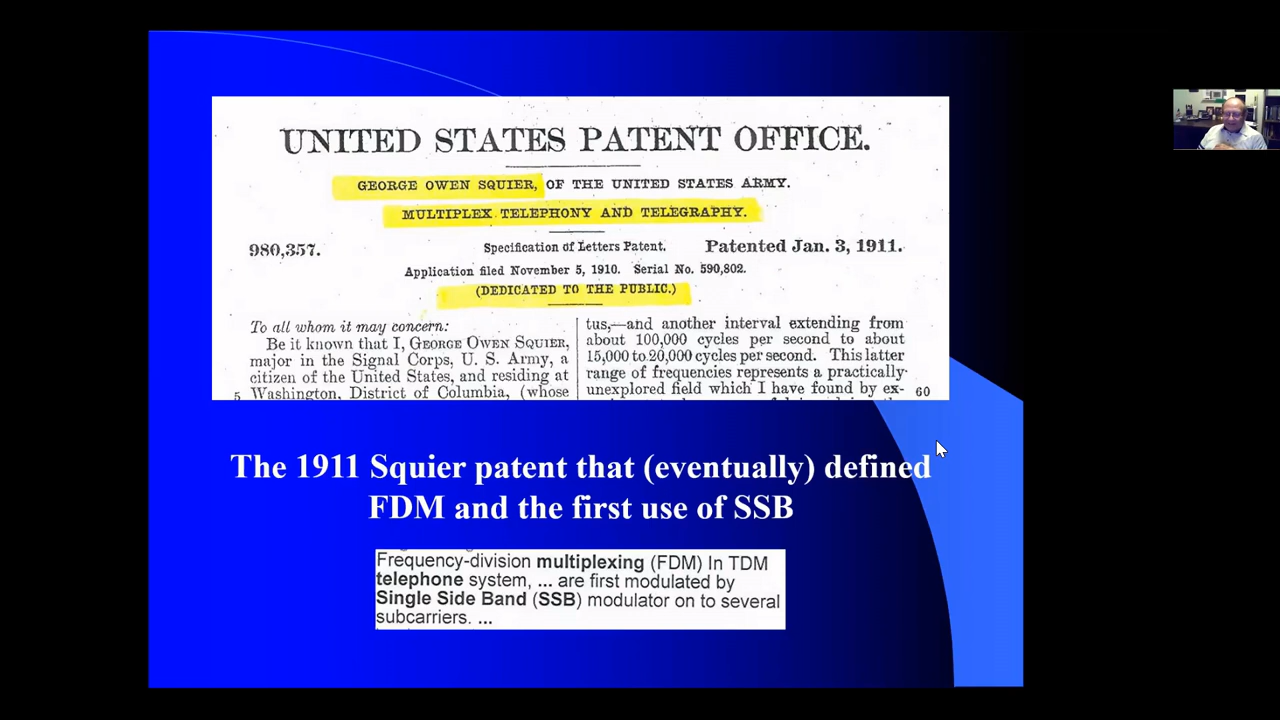 UNITED STATES PATENT OFFICE.
GEORGE OWEN SQUIER, OF THE UNITED STATES ARMY.
MULTIPLEX TELEPHONY AND TELEGRAPHY.
980,357. Specification of Letters Patent. Patented Jan. 3, 1911.
Application filed November 5, 1910. Serial No. 590,802.
(DEDICATED TO THE PUBLIC.)
To all whom it may concern:
Be it known that I, GEORGE OWEN SQUIER,
major in the Signal Corps, U. S. Army, a
citizen of the United States, and residing at
5 Washington, District of Columbia, (whose
tus,—and another interval extending from
about 100,000 cycles per second to about
15,000 to 20,000 cycles per second. This latter
range of frequencies represents a practically
unexplored field which I have found by ex- 60
The 1911 Squier patent that (eventually) defined
FDM and the first use of SSB
Frequency-division multiplexing (FDM) In TDM
telephone system, ... are first modulated by
Single Side Band (SSB) modulator on to several
subcarriers. ...